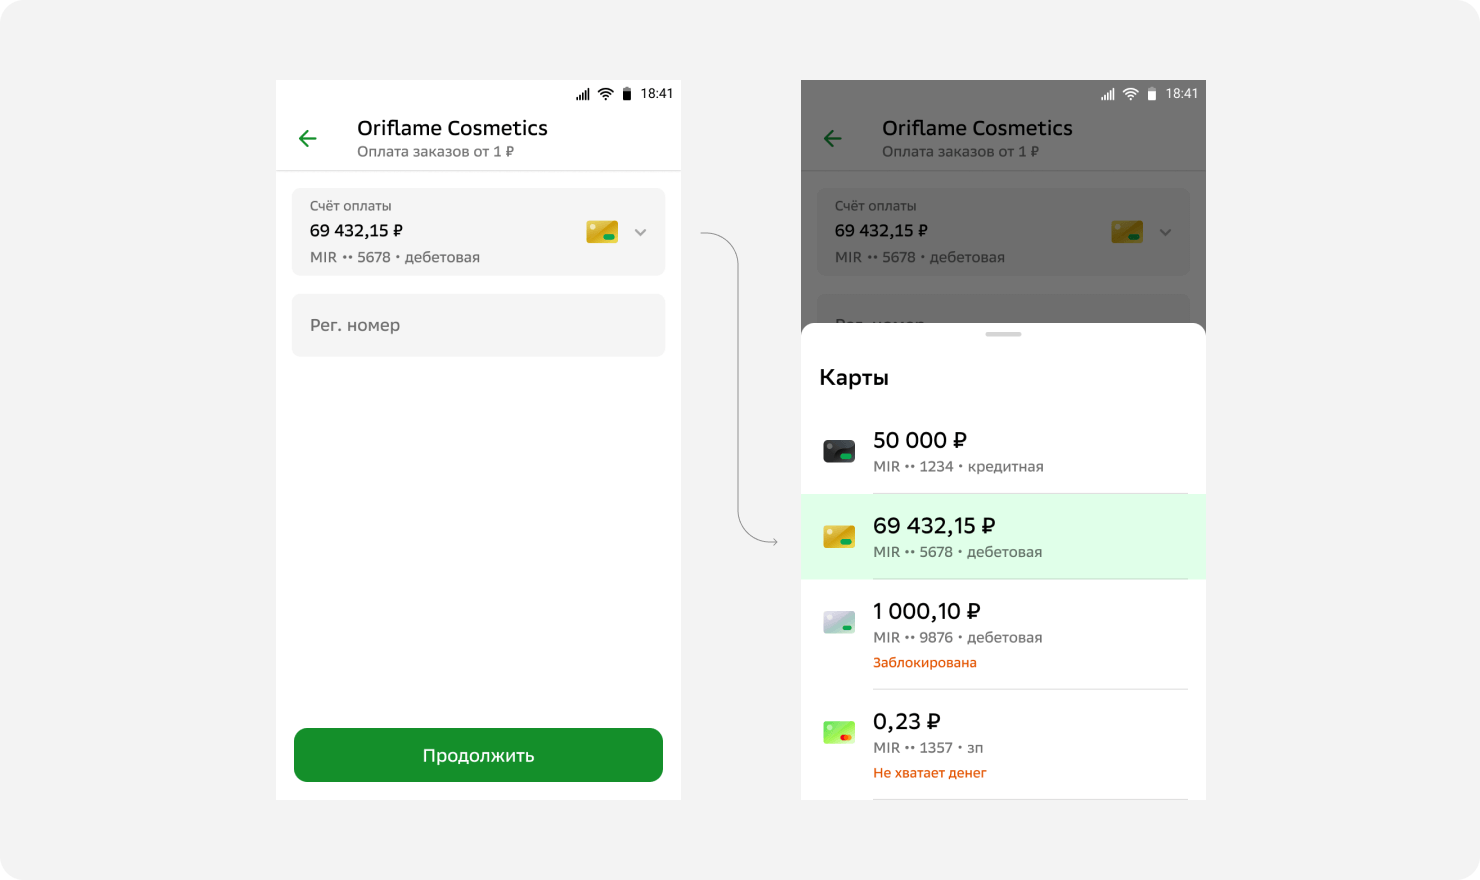 18:41
Oriflame Cosmetics
Оплата заказов от 1 ₽
Счёт оплаты
69 432,15 ₽
MIR •• 5678 • дебетовая
Рег. номер
Продолжить
18:41
Oriflame Cosmetics
Оплата заказов от 1 ₽
Счёт оплаты
69 432,15 ₽
MIR •• 5678 • дебетовая
Рег. номер
Карты
50 000 ₽
MIR •• 1234 • кредитная
69 432,15 ₽
MIR •• 5678 • дебетовая
1 000,10 ₽
MIR •• 9876 • дебетовая
Заблокирована
0,23 ₽
MIR •• 1357 • зп
Не хватает денег